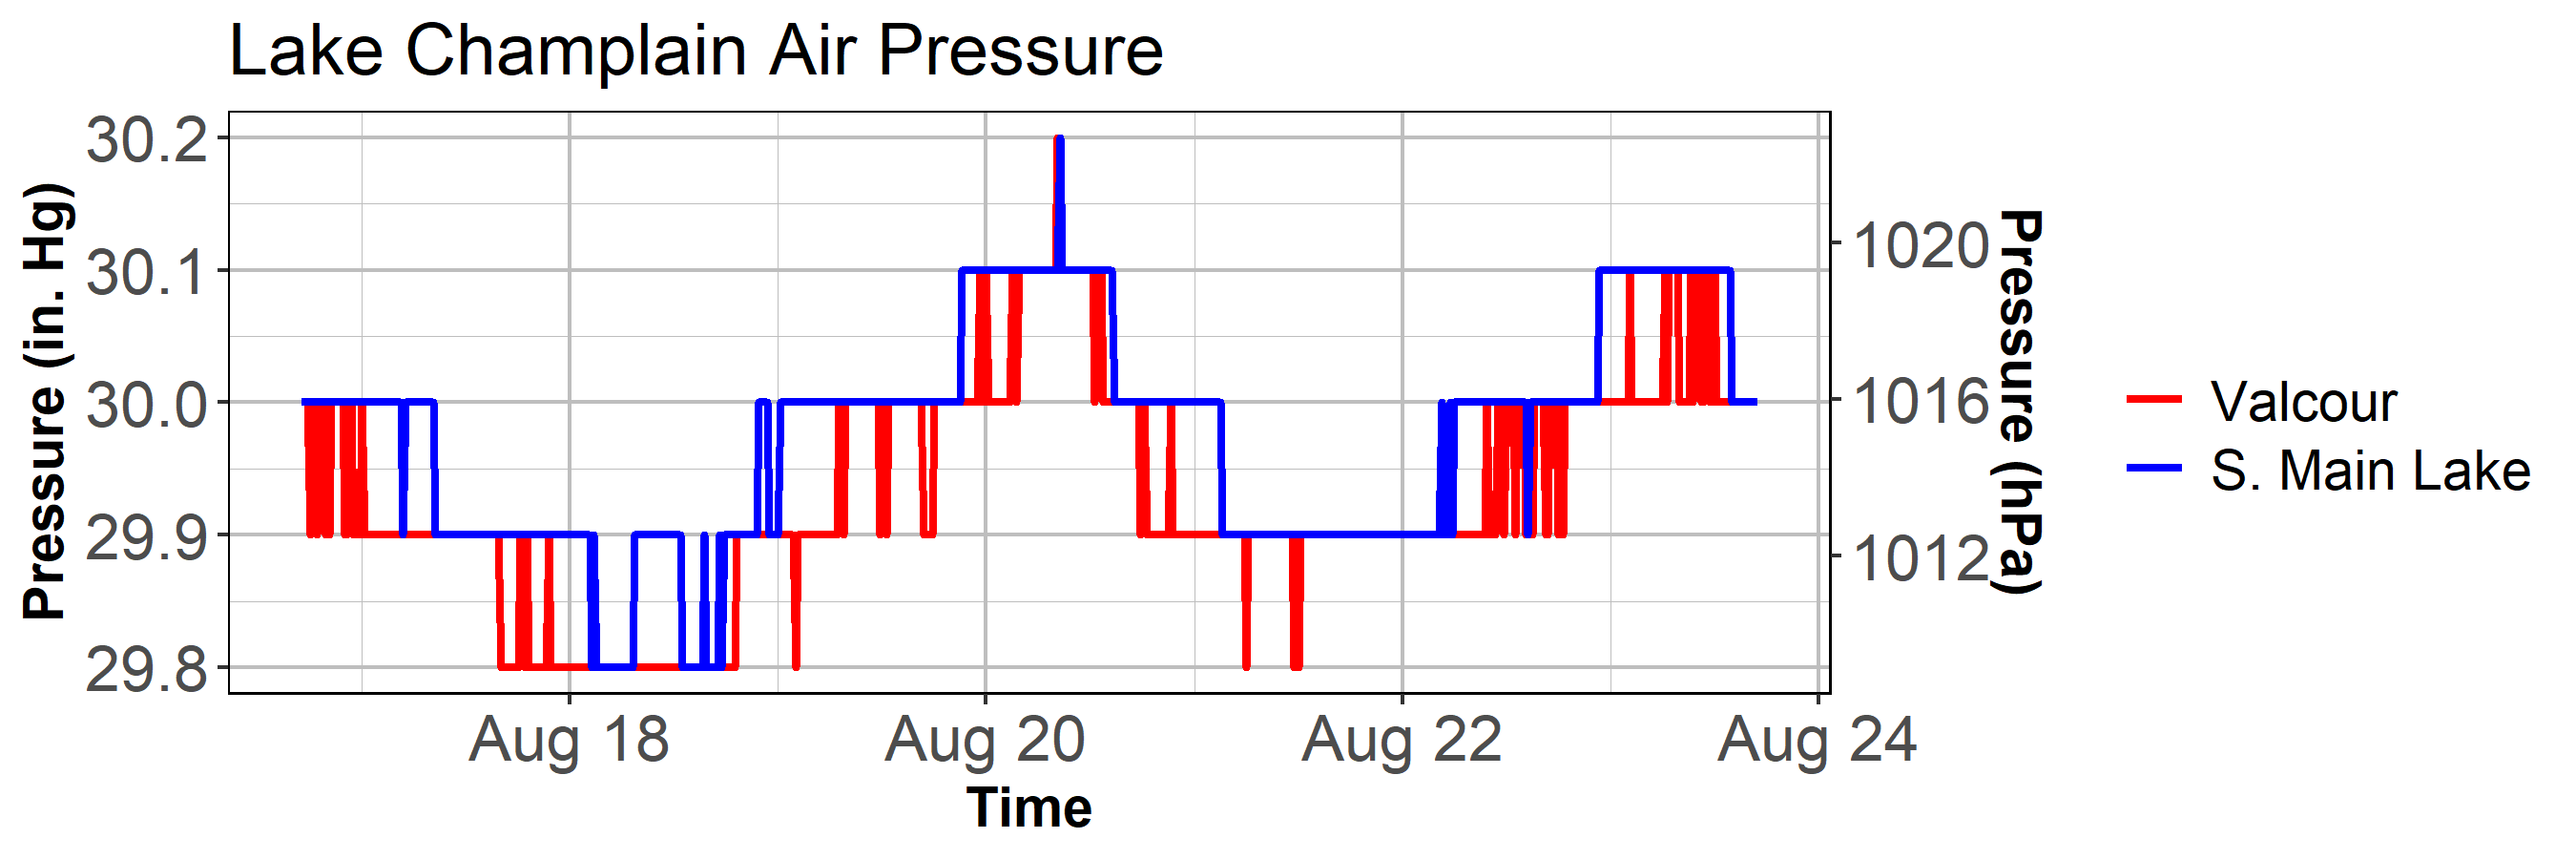 Lake Champlain Air Pressure
Pressure (in. Hg)
30.2
30.1
30.0
29.9
29.8
1020
1016
1012
Pressure (hPa)
Valcour
S. Main Lake
Aug 18
Aug 20
Aug 22
Aug 24
Time